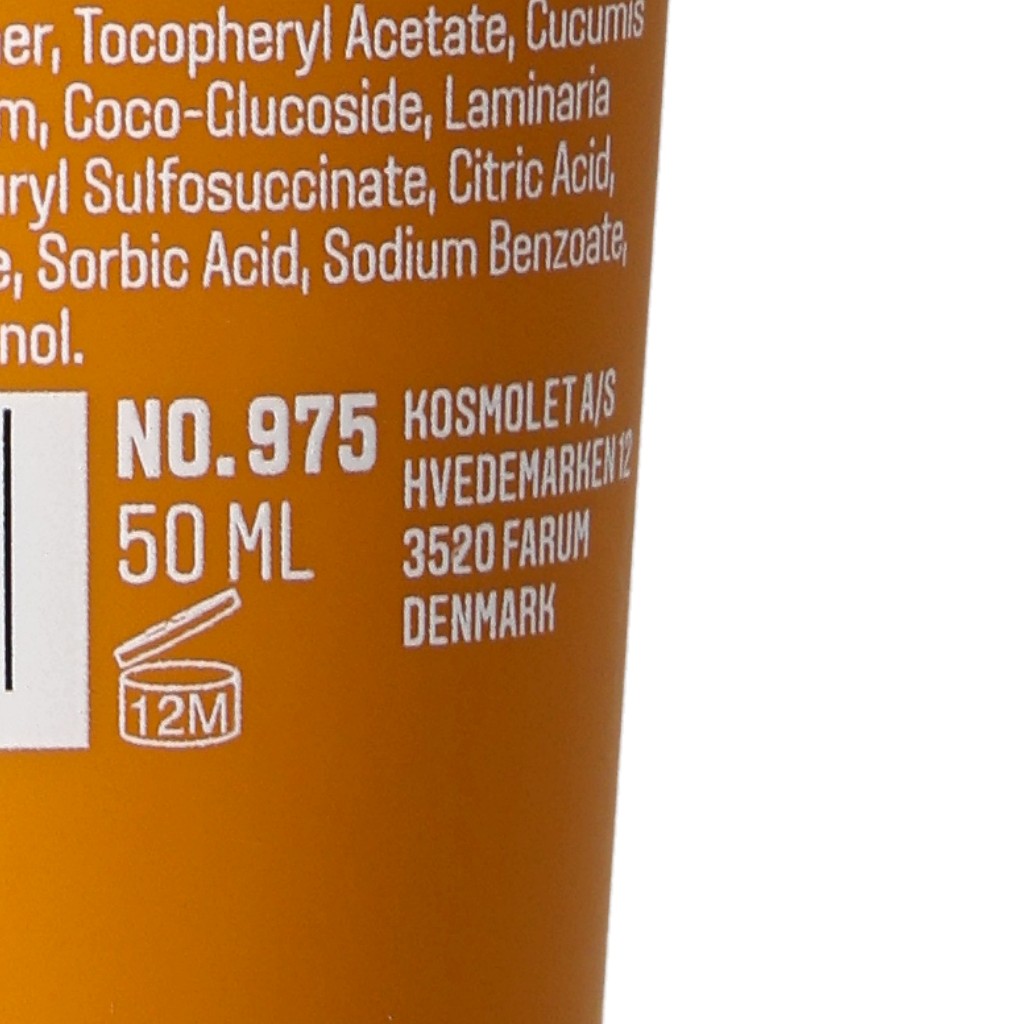 er, Tocopheryl Acetate, Cucumis
m, Coco-Glucoside, Laminaria
uryl Sulfosuccinate, Citric Acid,
e, Sorbic Acid, Sodium Benzoate,
nol.
NO. 975
50 ML
12M
KOSMOLET A/S
HVEDEMARKEN 12
3520 FARUM
DENMARK